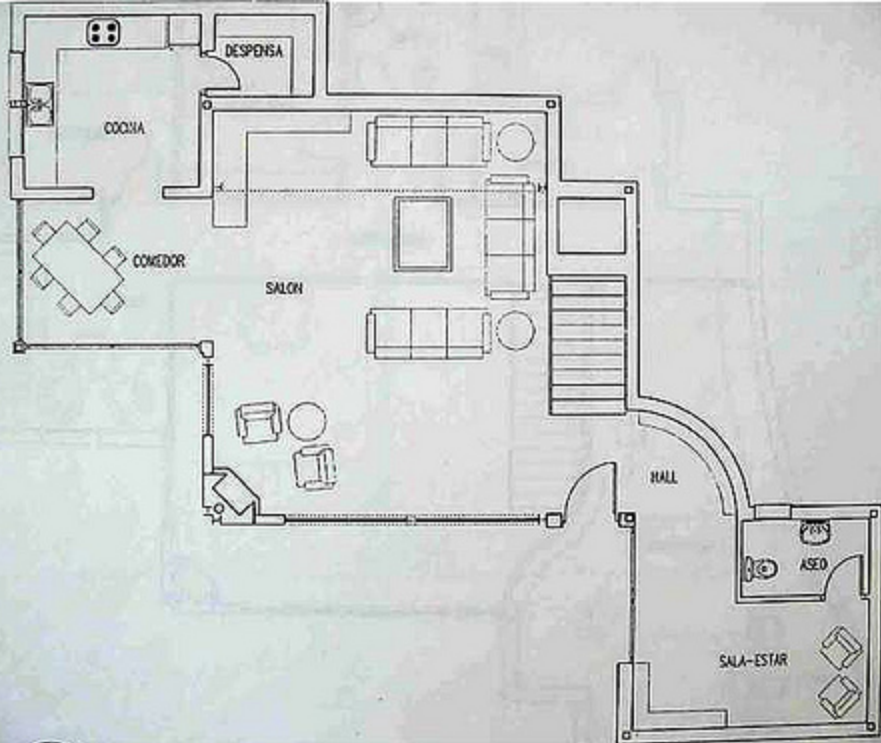 DESPENSA
COCINA
COMEDOR
SALON
HALL
ASEO
SALA-ESTAR